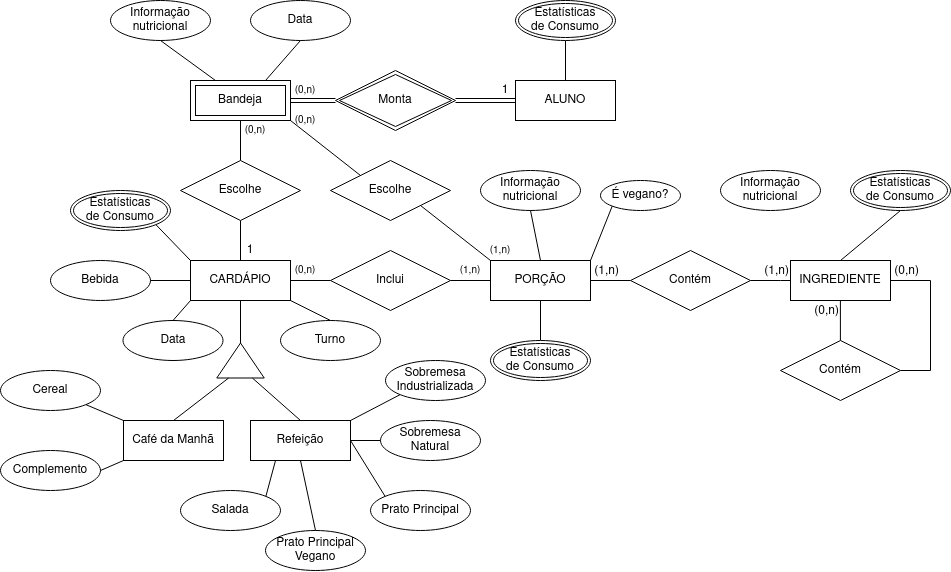 Informação
nutricional
Data
Estatísticas
de Consumo
Bandeja
(0,n)
Monta
1
ALUNO
(0,n)
(0,n)
Escolhe
Escolhe
Informação
nutricional
É vegano?
Informação
nutricional
Estatísticas
de Consumo
Estatísticas
de Consumo
1
(1,n)
Bebida
CARDÁPIO
(0,n)
Inclui
(1,n)
PORÇÃO
(1,n)
Contém
(1,n)
INGREDIENTE
(0,n)
(0,n)
Data
Turno
Estatísticas
de Consumo
Contém
Cereal
Sobremesa
Industrializada
Café da Manhã
Refeição
Sobremesa
Natural
Complemento
Salada
Prato Principal
Prato Principal
Vegano